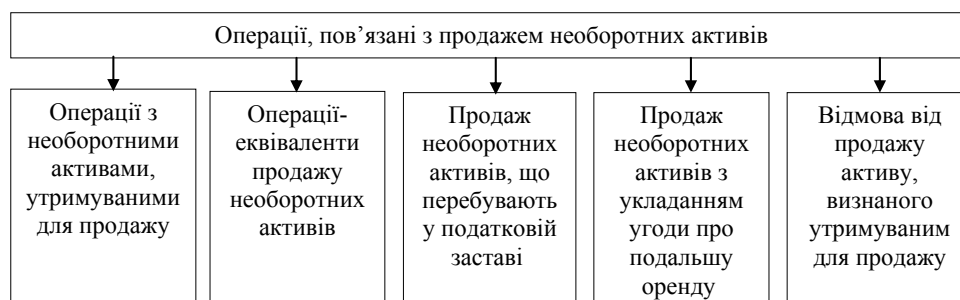 Операції, пов’язані з продажем необоротних активів
Операції з
необоротними
активами,
утримуваними
для продажу
Операції-
еквіваленти
продажу
необоротних
активів
Продаж
необоротних
активів, що
перебувають
у податковій
заставі
Продаж
необоротних
активів з
укладанням
угоди про
подальшу
оренду
Відмова від
продажу
активу,
визнаного
утримуваним
для продажу